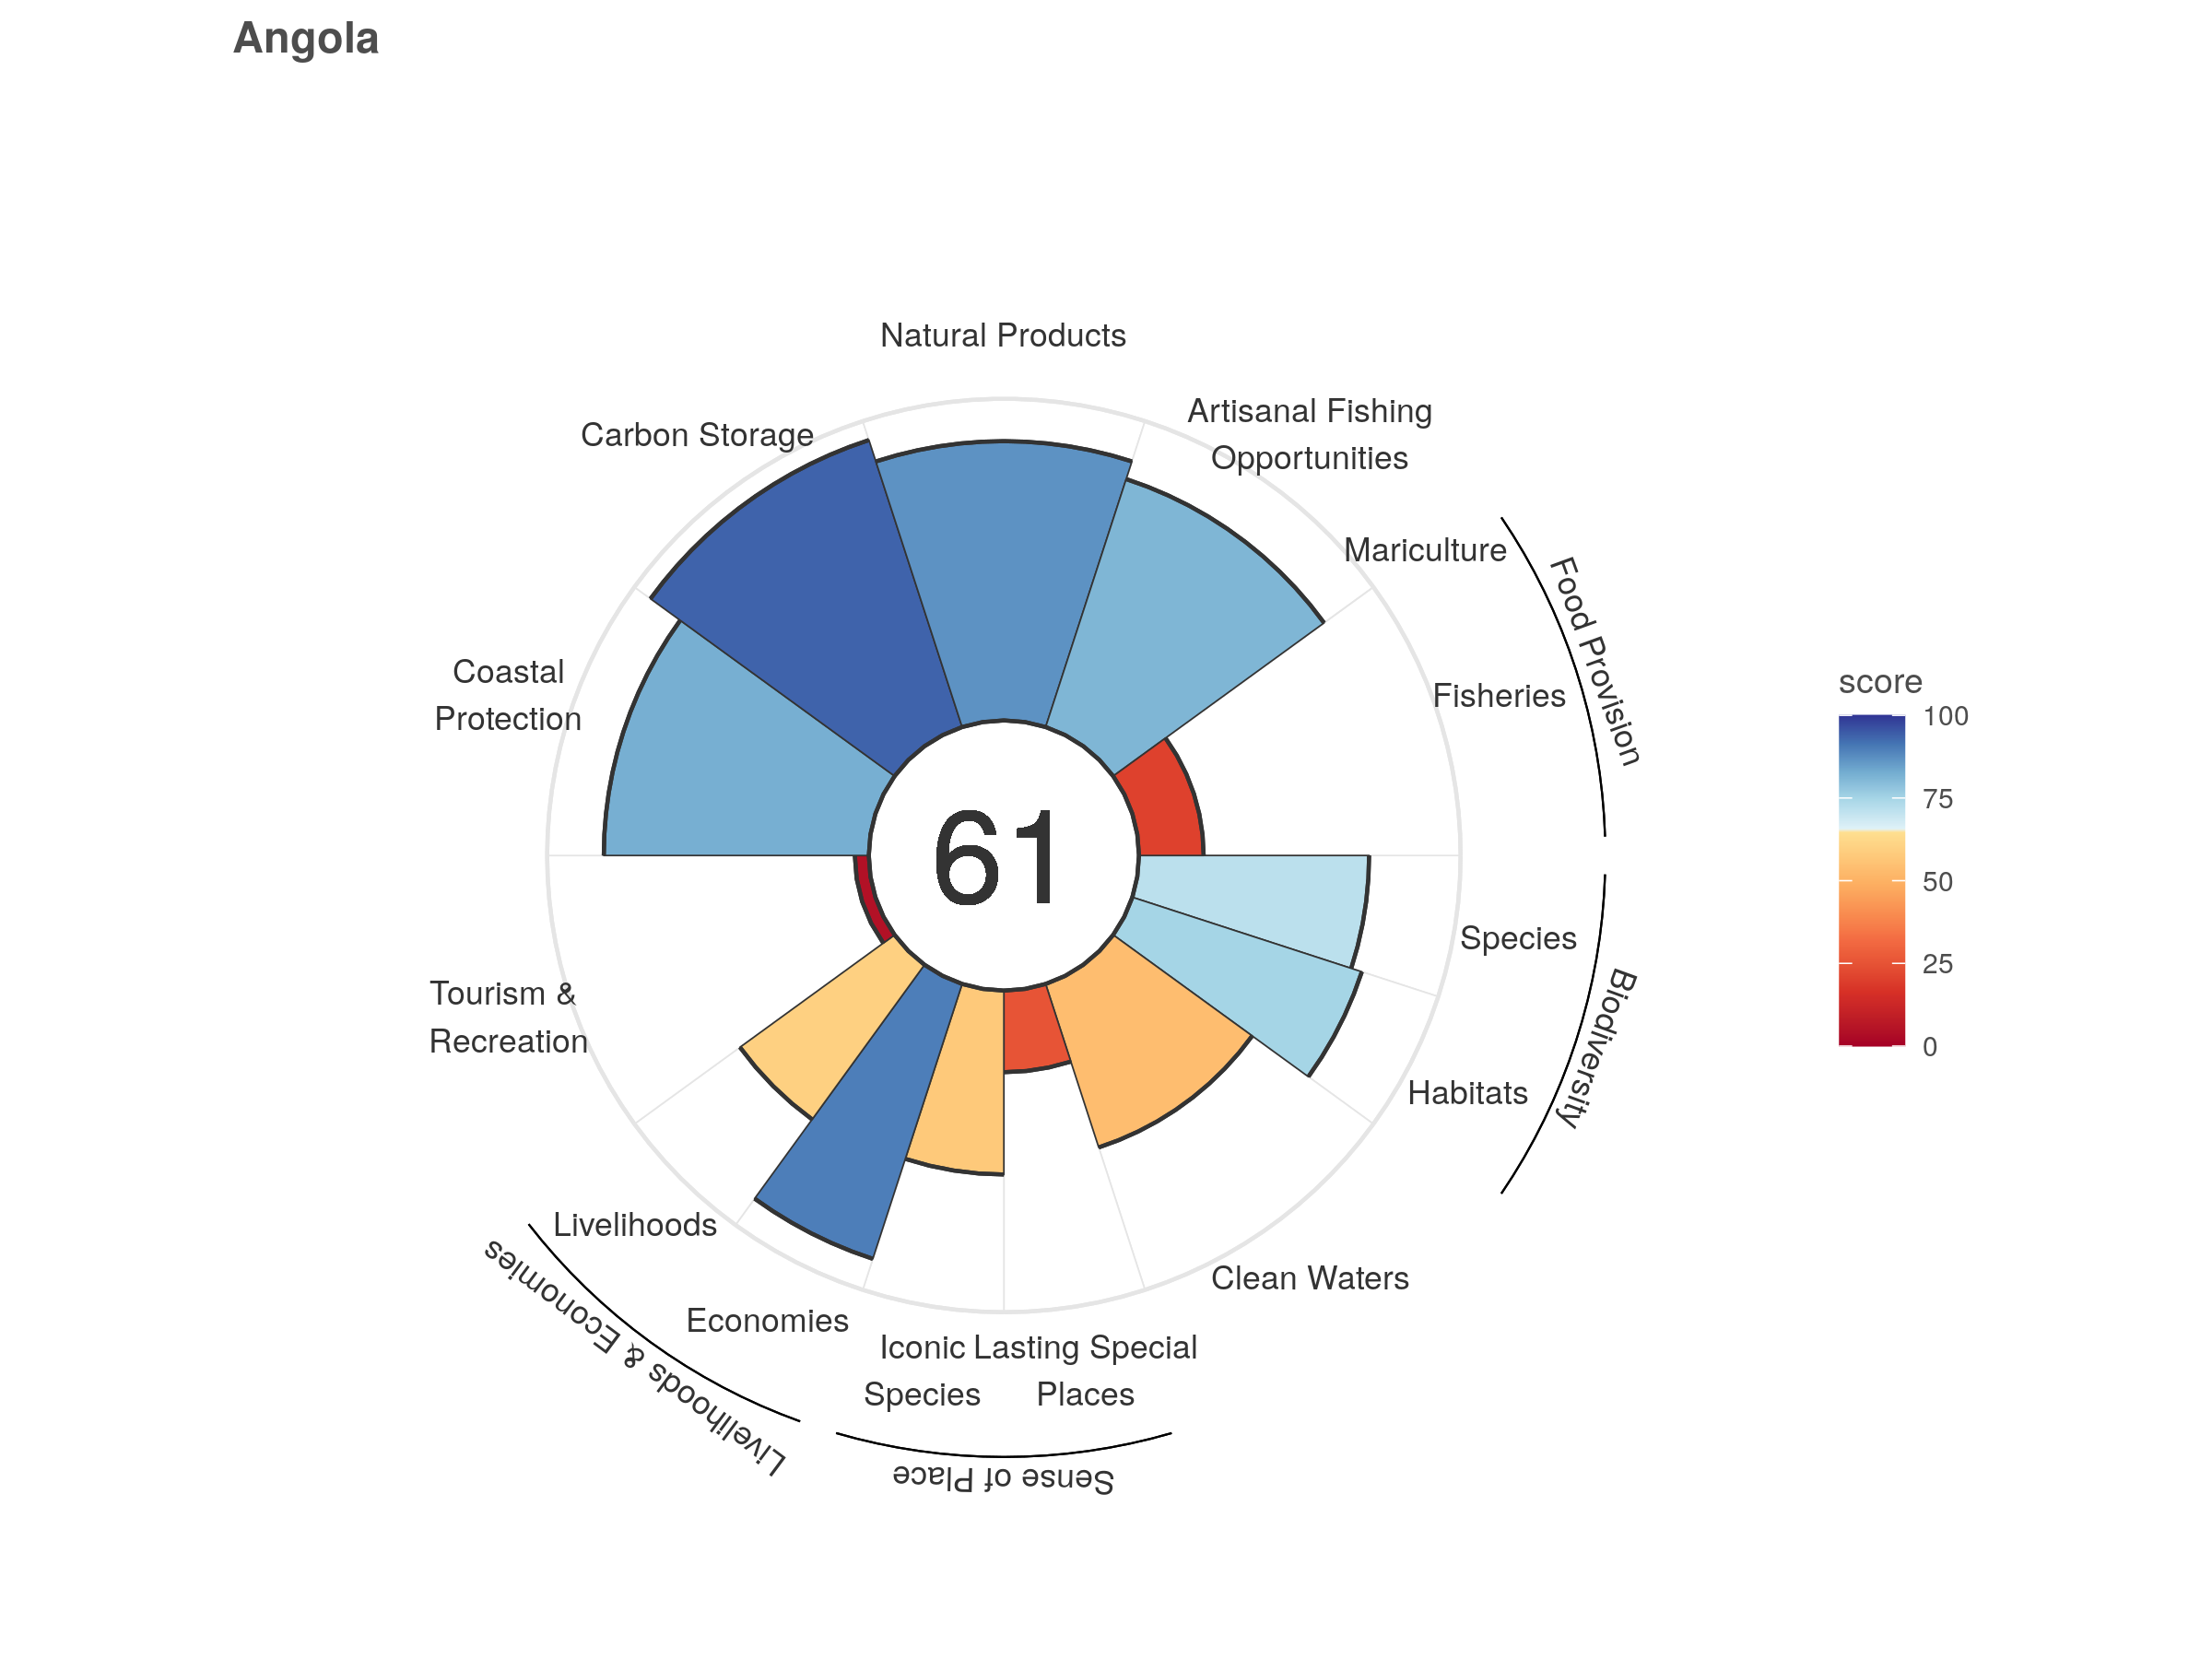 Angola
Natural Products
Artisanal Fishing
Opportunities
Carbon Storage
Mariculture
Food Provision
Fisheries
Coastal
Protection
score
100
75
50
25
0
61
Species
Biodiversity
Habitats
Tourism &
Recreation
Livelihoods
Clean Waters
Economies
Iconic
Species
Lasting Special
Places
Livelihoods & Economies
Sense of Place